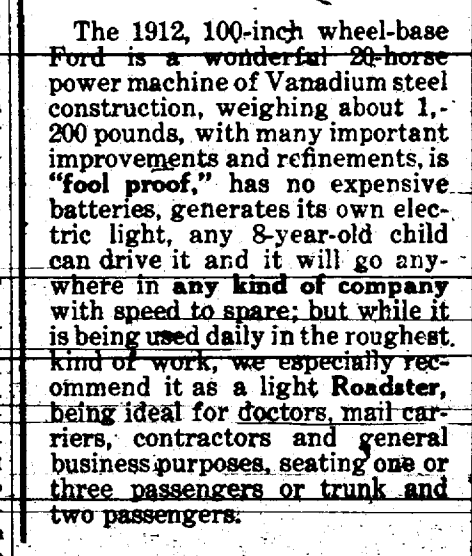 The 1912, 100-inch wheel-base
Ford is a wonderful 20-horse
power machine of Vanadium steel
construction, weighing about 1,-
200 pounds, with many important
improvements and refinements, is
"fool proof," has no expensive
batteries, generates its own elec-
tric light, any 8-year-old child
can drive it and it will go any-
where in any kind of company
with speed to spare; but while it
is being used daily in the roughest
kind of work, we especially rec-
ommend it as a light Roadster,
being ideal for doctors, mail car-
riers, contractors and general
business purposes, seating one or
three passengers or trunk and
two passengers.